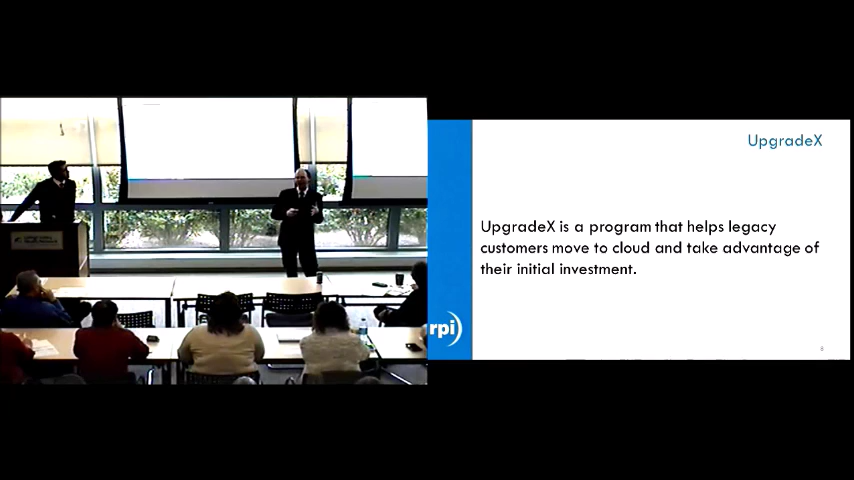 UpgradeX
UpgradeX is a program that helps legacy
customers move to cloud and take advantage of
their initial investment.
rpi
8